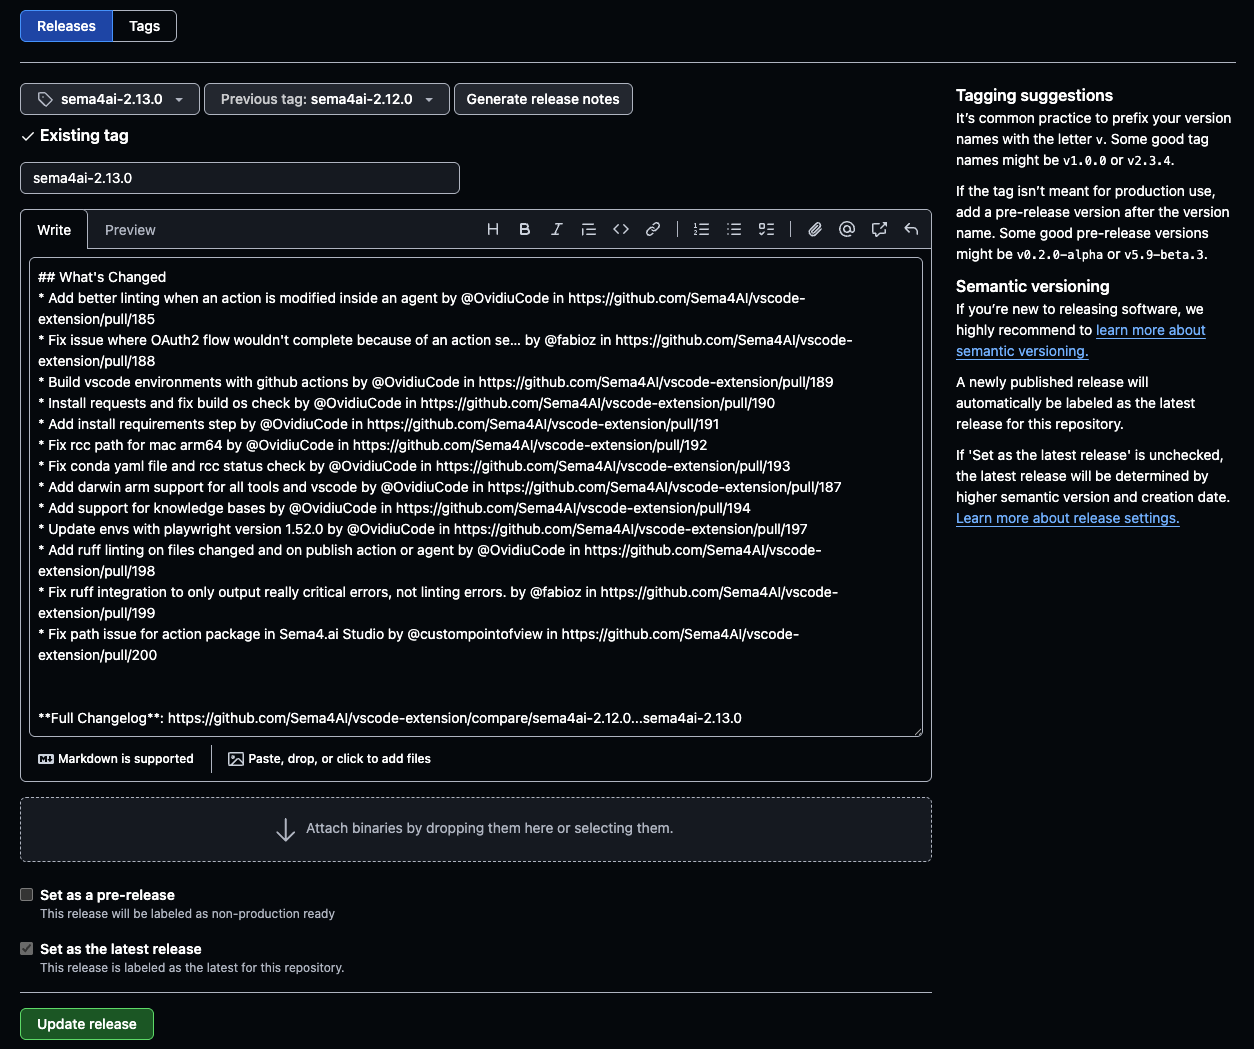 Releases
Tags
sema4ai-2.13.0
Previous tag: sema4ai-2.12.0
Generate release notes
Existing tag
sema4ai-2.13.0
Write
Preview
## What's Changed
* Add better linting when an action is modified inside an agent by @OvidiuCode in https://github.com/Sema4AI/vscode-
extension/pull/185
* Fix issue where OAuth2 flow wouldn't complete because of an action se... by @fabioz in https://github.com/Sema4AI/vscode-
extension/pull/188
* Build vscode environments with github actions by @OvidiuCode in https://github.com/Sema4AI/vscode-extension/pull/189
* Install requests and fix build os check by @OvidiuCode in https://github.com/Sema4AI/vscode-extension/pull/190
* Add install requirements step by @OvidiuCode in https://github.com/Sema4AI/vscode-extension/pull/191
* Fix rcc path for mac arm64 by @OvidiuCode in https://github.com/Sema4AI/vscode-extension/pull/192
* Fix conda yaml file and rcc status check by @OvidiuCode in https://github.com/Sema4AI/vscode-extension/pull/193
* Add darwin arm support for all tools and vscode by @OvidiuCode in https://github.com/Sema4AI/vscode-extension/pull/187
* Add support for knowledge bases by @OvidiuCode in https://github.com/Sema4AI/vscode-extension/pull/194
* Update envs with playwright version 1.52.0 by @OvidiuCode in https://github.com/Sema4AI/vscode-extension/pull/197
* Add ruff linting on files changed and on publish action or agent by @OvidiuCode in https://github.com/Sema4AI/vscode-
extension/pull/198
* Fix ruff integration to only output really critical errors, not linting errors. by @fabioz in https://github.com/Sema4AI/vscode-
extension/pull/199
* Fix path issue for action package in Sema4.ai Studio by @custompointofview in https://github.com/Sema4AI/vscode-
extension/pull/200
**Full Changelog**: https://github.com/Sema4AI/vscode-extension/compare/sema4ai-2.12.0...sema4ai-2.13.0
Markdown is supported
Paste, drop, or click to add files
Attach binaries by dropping them here or selecting them.
Set as a pre-release
This release will be labeled as non-production ready
Set as the latest release
This release is labeled as the latest for this repository.
Update release
Tagging suggestions
It's common practice to prefix your version
names with the letter v. Some good tag
names might be v1.0.0 or v2.3.4.
If the tag isn't meant for production use,
add a pre-release version after the version
name. Some good pre-release versions
might be v0.2.0-alpha or v5.9-beta.3.
Semantic versioning
If you're new to releasing software, we
highly recommend to learn more about
semantic versioning.
A newly published release will
automatically be labeled as the latest
release for this repository.
If 'Set as the latest release' is unchecked,
the latest release will be determined by
higher semantic version and creation date.
Learn more about release settings.